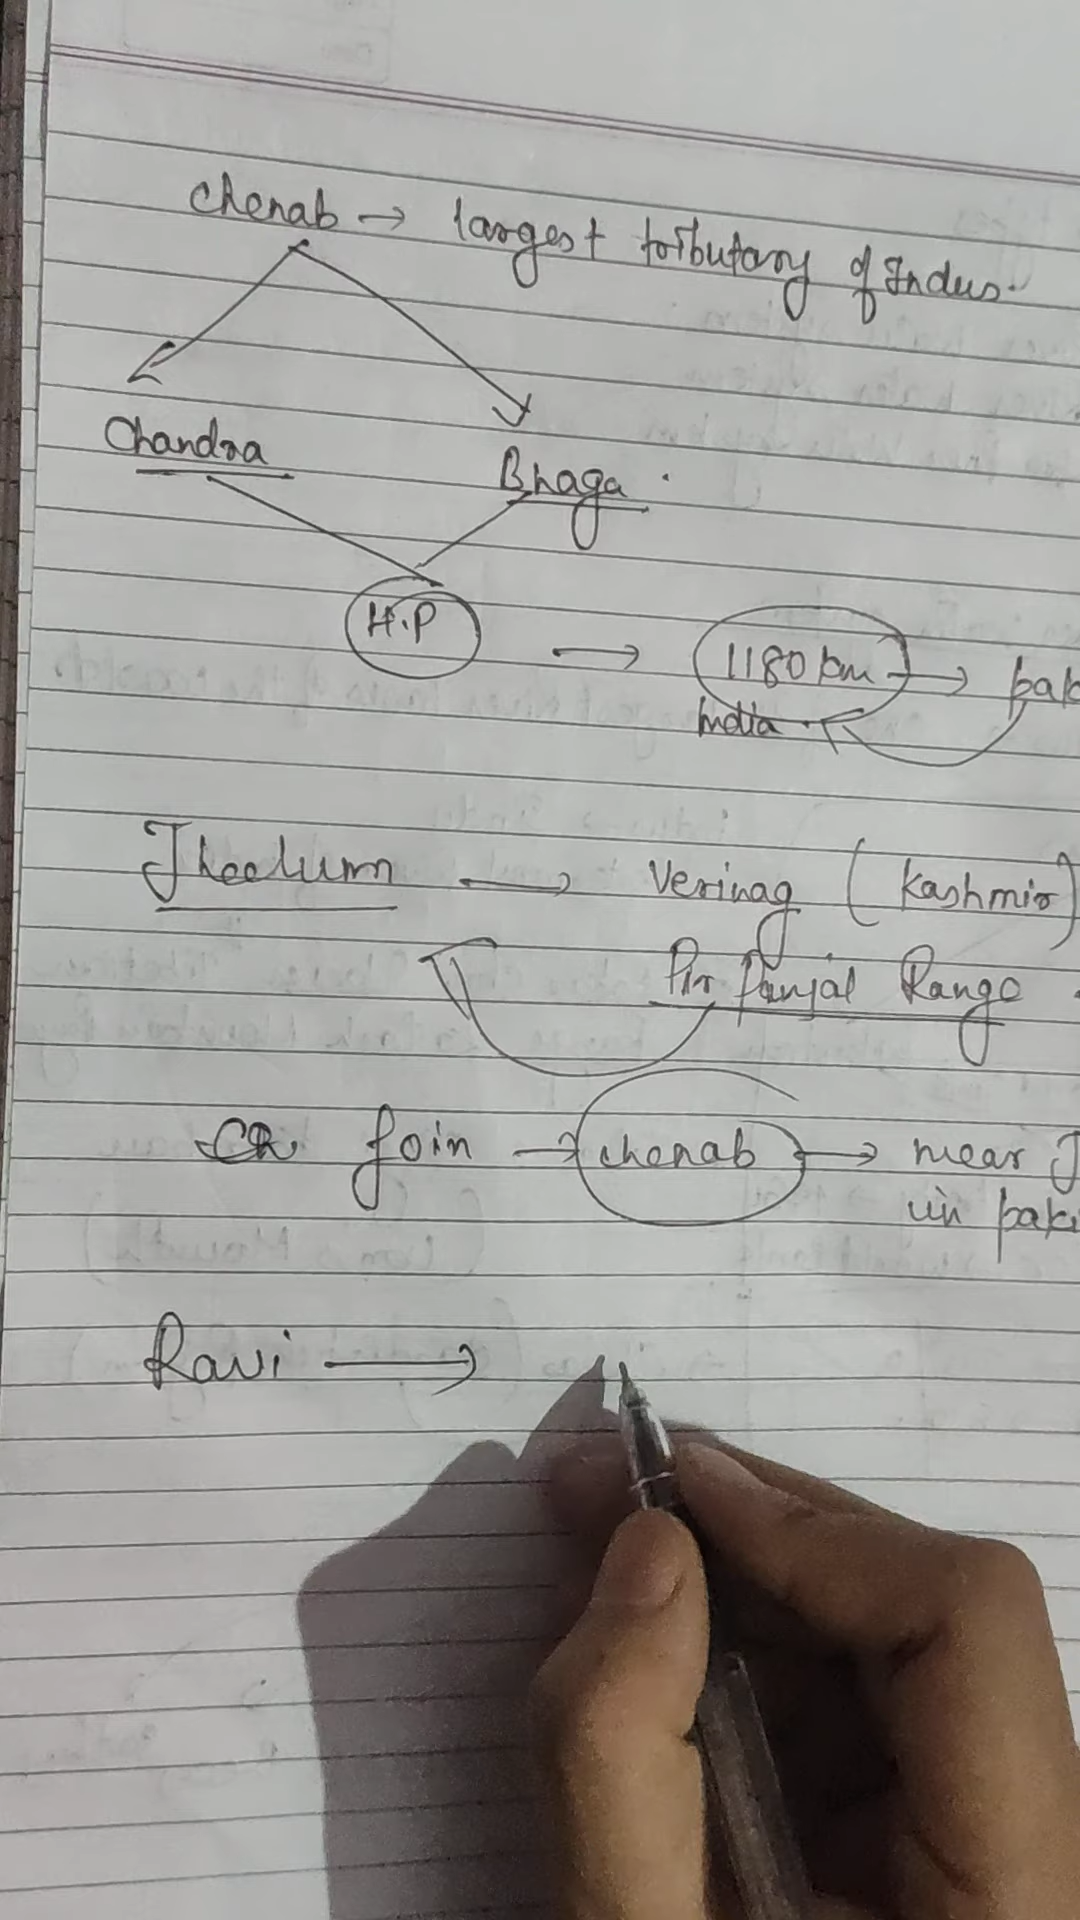 Chenab → largest tributary of Indus.
Chandra
Bhaga.
H.P → 1180 km → pak
India.
Jheelum → Verinag (Kashmir)
Pir Panjal Range
Join → chenab → near J
in pak
Ravi →